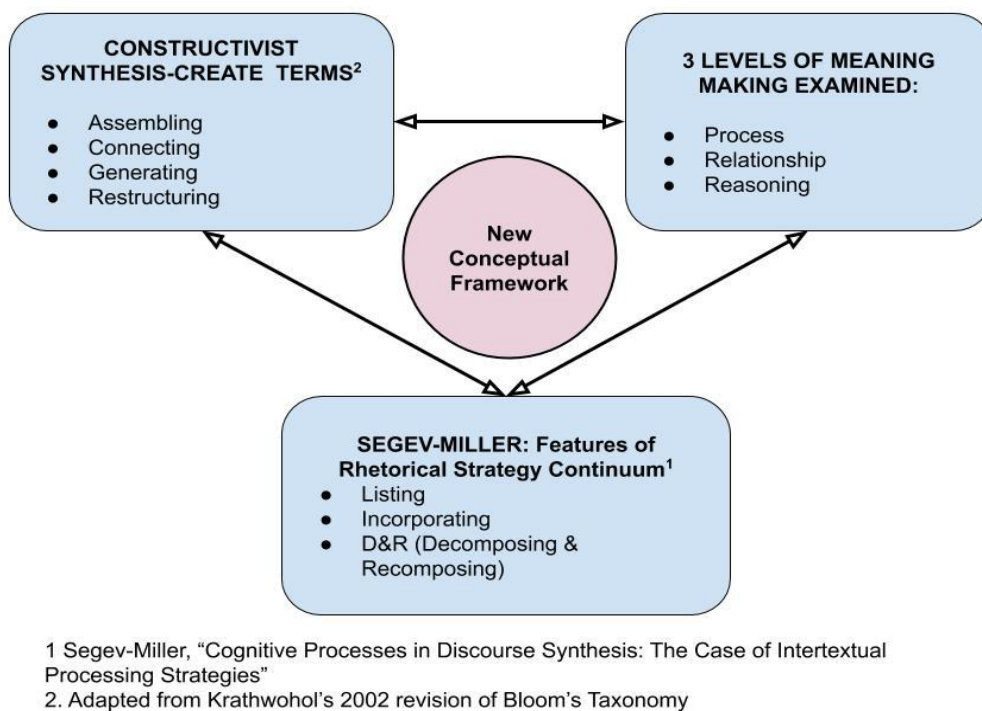 CONSTRUCTIVIST
SYNTHESIS-CREATE TERMS²
● Assembling
● Connecting
● Generating
● Restructuring
3 LEVELS OF MEANING
MAKING EXAMINED:
● Process
● Relationship
● Reasoning
New
Conceptual
Framework
SEGEV-MILLER: Features of
Rhetorical Strategy Continuum¹
● Listing
● Incorporating
● D&R (Decomposing &
Recomposing)
1 Segev-Miller, “Cognitive Processes in Discourse Synthesis: The Case of Intertextual
Processing Strategies”
2. Adapted from Krathwohol’s 2002 revision of Bloom’s Taxonomy